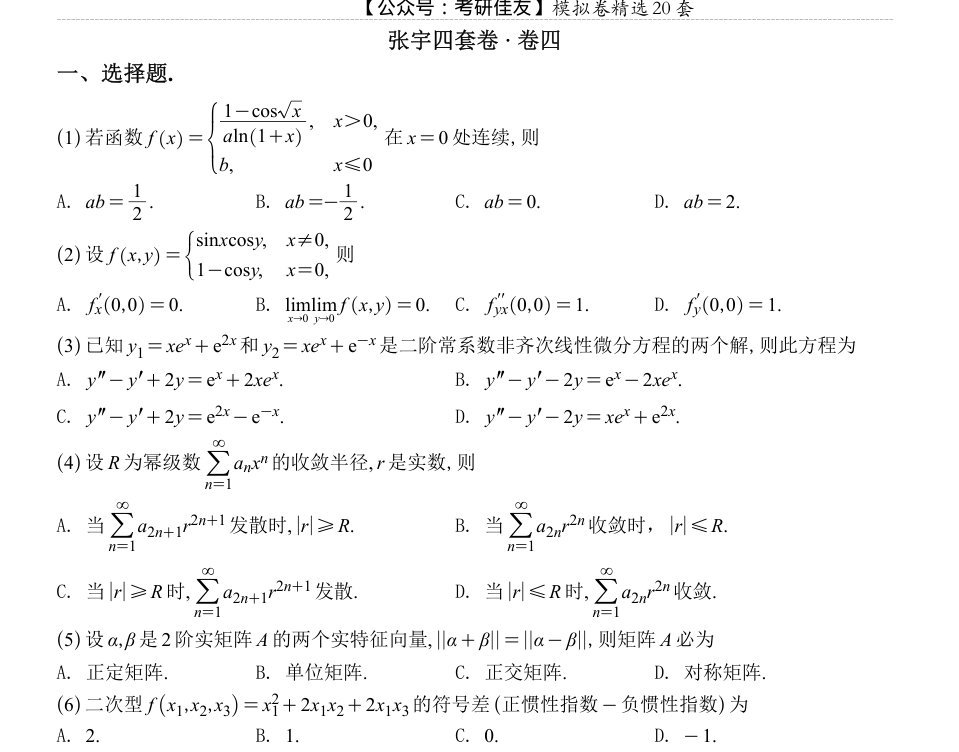 【公众号：考研佳友】模拟卷精选20套
张宇四套卷·卷四
一、选择题.
(1) 若函数 f(x) = { (1−cos√x)/(aln(1+x)), x>0, b, x⩽0 在 x=0 处连续, 则
A. ab = 1/2. B. ab = −1/2. C. ab = 0. D. ab = 2.
(2) 设 f(x,y) = { sinxcosy, x≠0, 1−cosy, x=0, 则
A. f′ₓ(0,0) = 0. B. lim_{x→0} lim_{y→0} f(x,y) = 0. C. f″_{yx}(0,0) = 1. D. f′_y(0,0) = 1.
(3) 已知 y₁ = xeˣ + e^{2x} 和 y₂ = xeˣ + e^{−x} 是二阶常系数非齐次线性微分方程的两个解, 则此方程为
A. y″ − y′ + 2y = eˣ + 2xeˣ. B. y″ − y′ − 2y = eˣ − 2xeˣ.
C. y″ − y′ + 2y = e^{2x} − e^{−x}. D. y″ − y′ − 2y = xeˣ + e^{2x}.
(4) 设 R 为幂级数 ∑_{n=1}^{∞} aₙxⁿ 的收敛半径, r 是实数, 则
A. 当 ∑_{n=1}^{∞} a_{2n+1}r^{2n+1} 发散时, |r| ⩾ R. B. 当 ∑_{n=1}^{∞} a_{2n}r^{2n} 收敛时， |r| ⩽ R.
C. 当 |r| ⩾ R 时, ∑_{n=1}^{∞} a_{2n+1}r^{2n+1} 发散. D. 当 |r| ⩽ R 时, ∑_{n=1}^{∞} a_{2n}r^{2n} 收敛.
(5) 设 α,β 是 2 阶实矩阵 A 的两个实特征向量, ||α+β|| = ||α−β||, 则矩阵 A 必为
A. 正定矩阵. B. 单位矩阵. C. 正交矩阵. D. 对称矩阵.
(6) 二次型 f(x₁,x₂,x₃) = x₁² + 2x₁x₂ + 2x₁x₃ 的符号差 (正惯性指数 − 负惯性指数) 为
A. 2. B. 1. C. 0. D. −1.